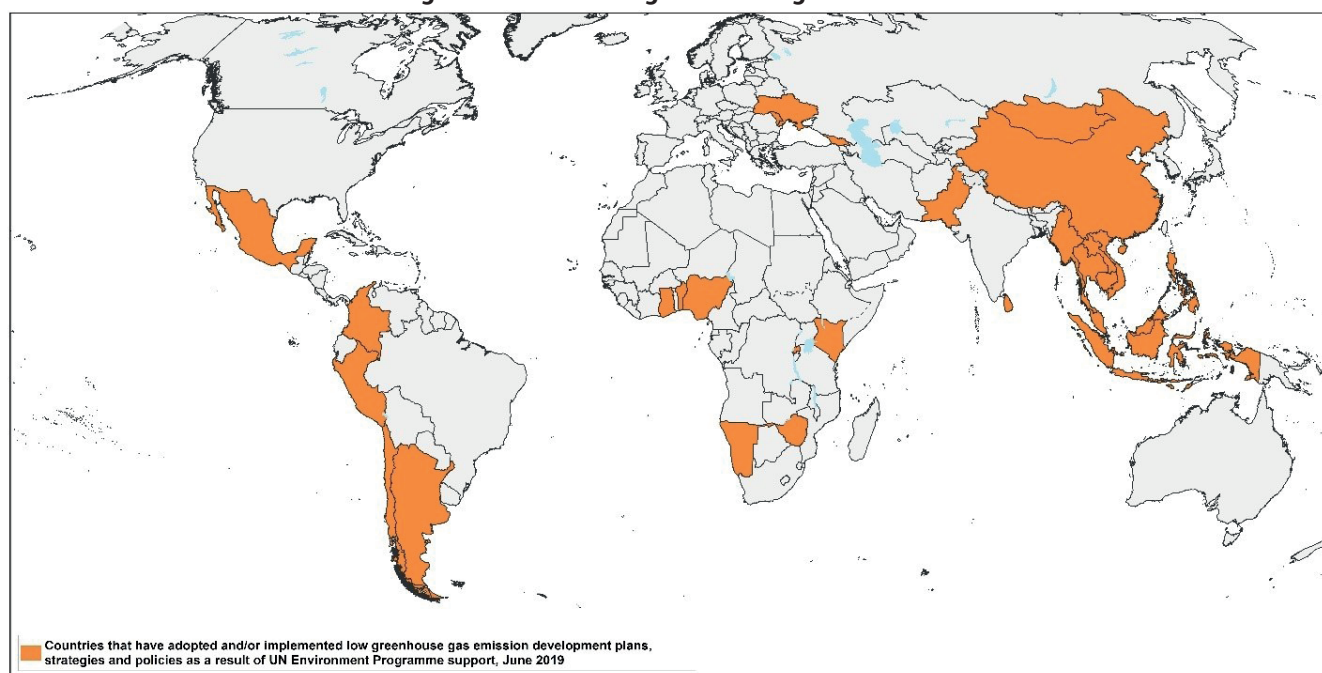 Countries that have adopted and/or implemented low greenhouse gas emission development plans,
strategies and policies as a result of UN Environment Programme support, June 2019